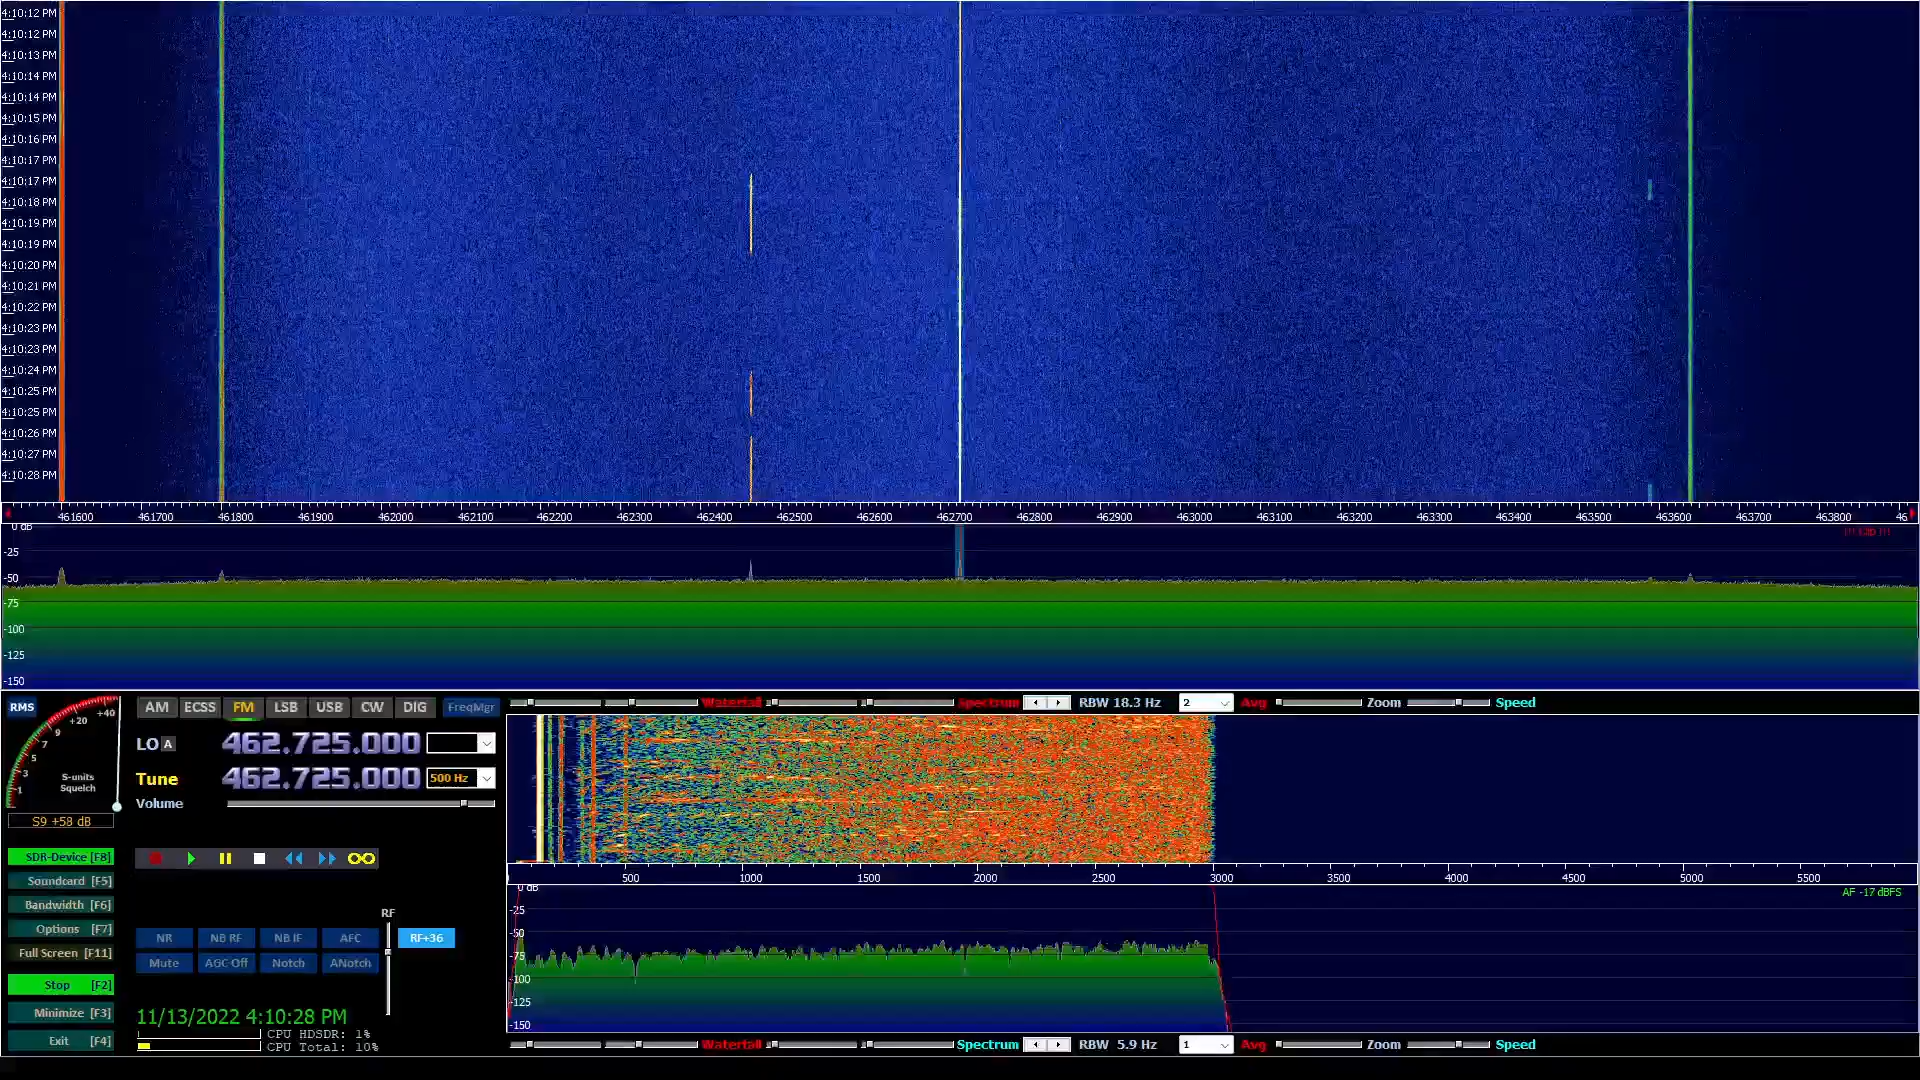 4:10:12 PM
4:10:12 PM
4:10:13 PM
4:10:14 PM
4:10:14 PM
4:10:15 PM
4:10:16 PM
4:10:17 PM
4:10:17 PM
4:10:18 PM
4:10:19 PM
4:10:19 PM
4:10:20 PM
4:10:21 PM
4:10:22 PM
4:10:23 PM
4:10:23 PM
4:10:24 PM
4:10:25 PM
4:10:25 PM
4:10:26 PM
4:10:27 PM
4:10:28 PM
461600 461700 461800 461900 462000 462100 462200 462300 462400 462500 462600 462700 462800 462900 463000 463100 463200 463300 463400 463500 463600 463700 463800 46
0 dB
-25
-50
-75
-100
-125
-150
RMS
+40
+20
9
7
5
3
1
S-units
Squelch
S9 +58 dB
AM ECSS FM LSB USB CW DIG FreqMgr
LO A 462.725.000
Tune 462.725.000 500 Hz
Volume
SDR-Device [F8]
Soundcard [F5]
Bandwidth [F6]
Options [F7]
Full Screen [F11]
Stop [F2]
Minimize [F3]
Exit [F4]
RF
NR NB RF NB IF AFC RF+36
Mute AGC-Off Notch ANotch
11/13/2022 4:10:28 PM
CPU HDSDR: 1%
CPU Total: 10%
Waterfall Spectrum RBW 18.3 Hz 2 Avg Zoom Speed
500 1000 1500 2000 2500 3000 3500 4000 4500 5000 5500
0 dB
AF -17 dBFS
-25
-50
-75
-100
-125
-150
Waterfall Spectrum RBW 5.9 Hz 1 Avg Zoom Speed